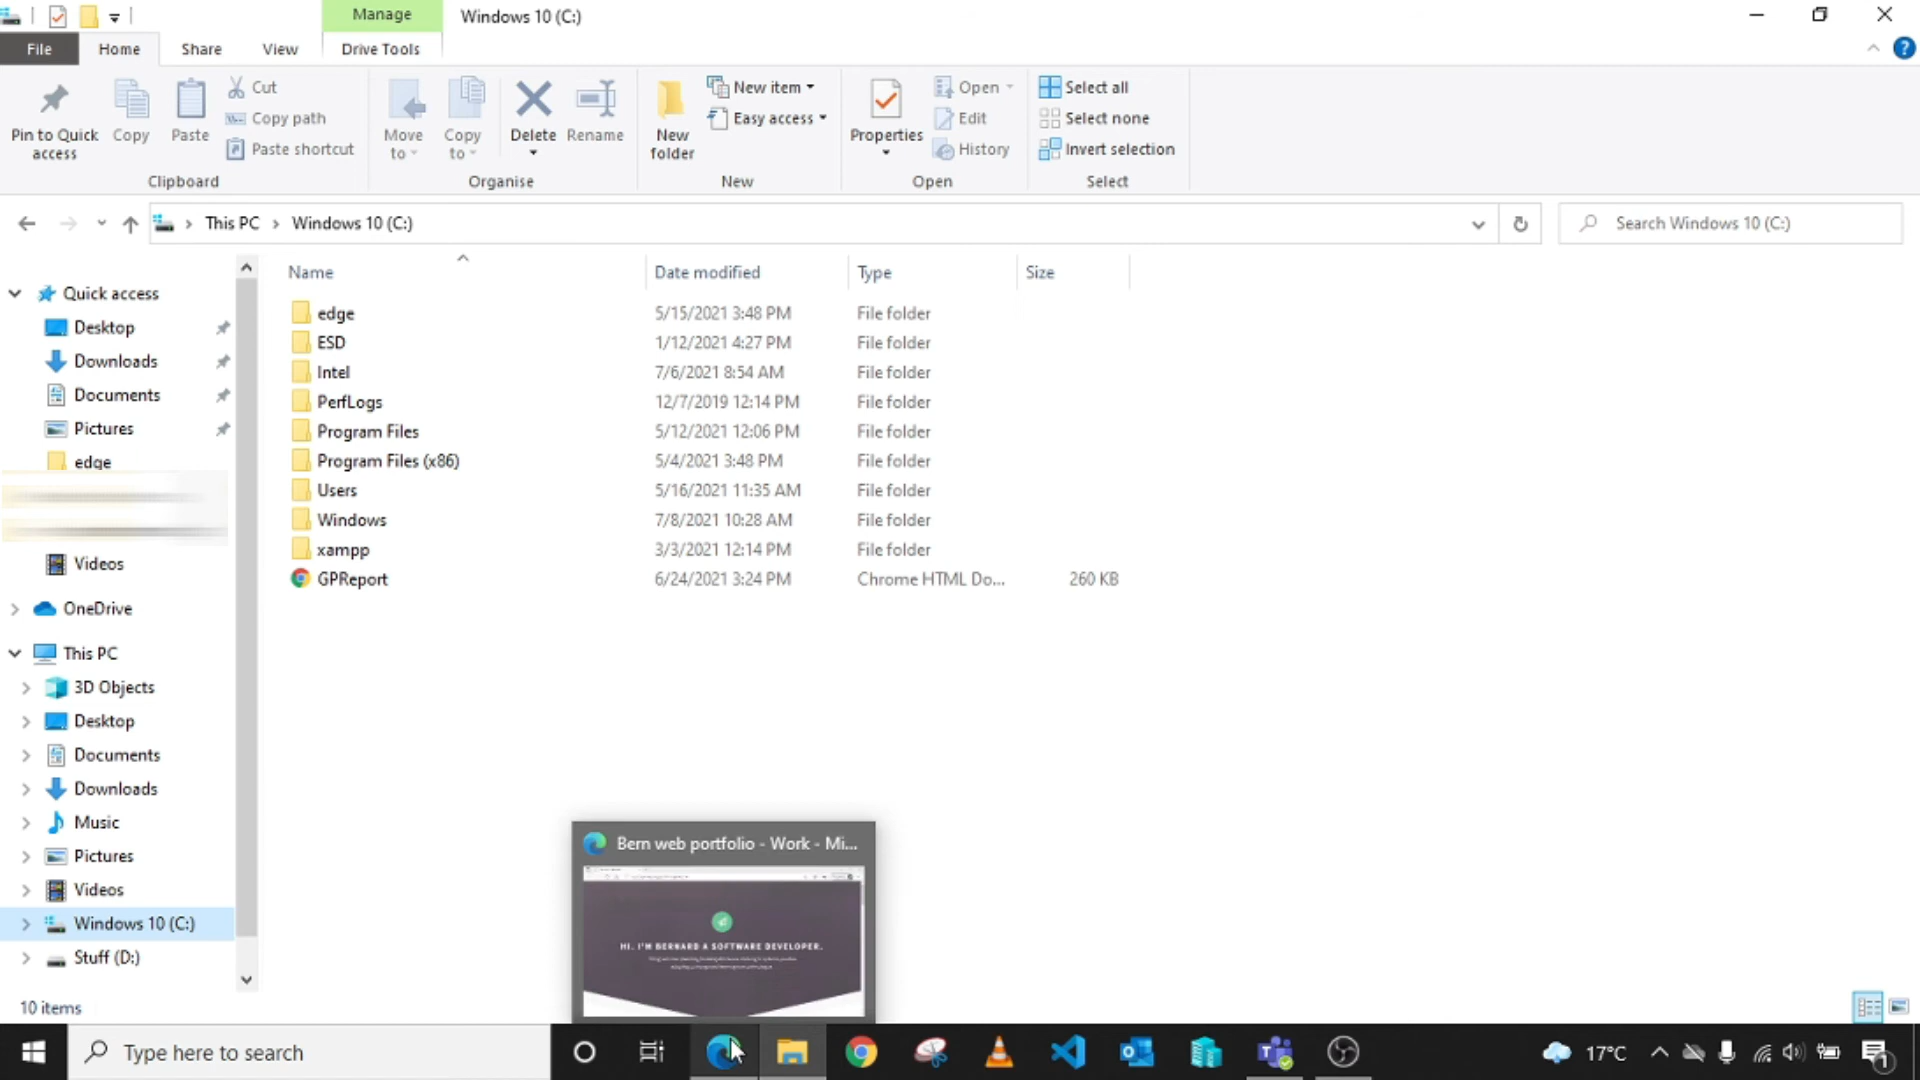 Manage
Windows 10 (C:)
File
Home
Share
View
Drive Tools
Pin to Quick access
Copy
Paste
Cut
Copy path
Paste shortcut
Clipboard
Move to
Copy to
Delete
Rename
Organise
New folder
New item
Easy access
New
Properties
Open
Edit
History
Open
Select all
Select none
Invert selection
Select
This PC > Windows 10 (C:)
Search Windows 10 (C:)
Name Date modified Type Size
edge 5/15/2021 3:48 PM File folder
ESD 1/12/2021 4:27 PM File folder
Intel 7/6/2021 8:54 AM File folder
PerfLogs 12/7/2019 12:14 PM File folder
Program Files 5/12/2021 12:06 PM File folder
Program Files (x86) 5/4/2021 3:48 PM File folder
Users 5/16/2021 11:35 AM File folder
Windows 7/8/2021 10:28 AM File folder
xampp 3/3/2021 12:14 PM File folder
GPReport 6/24/2021 3:24 PM Chrome HTML Do... 260 KB
Quick access
Desktop
Downloads
Documents
Pictures
edge
Videos
OneDrive
This PC
3D Objects
Desktop
Documents
Downloads
Music
Pictures
Videos
Windows 10 (C:)
Stuff (D:)
10 items
Bern web portfolio - Work - Mi...
HI. I'M BERNARD A SOFTWARE DEVELOPER.
Type here to search
17°C
1